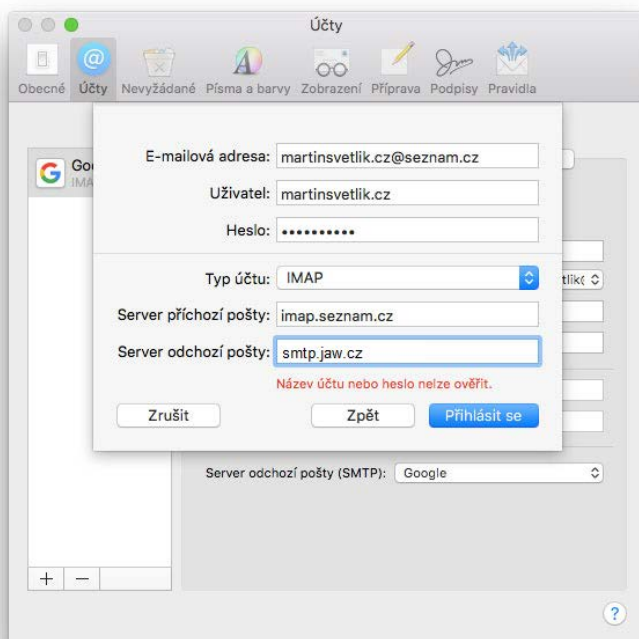 Účty
Obecné Účty Nevyžádané Písma a barvy Zobrazení Příprava Podpisy Pravidla
Goo
IMA
E-mailová adresa: martinsvetlik.cz@seznam.cz
Uživatel: martinsvetlik.cz
Heslo: ••••••••••
Typ účtu: IMAP
tlik(
Server příchozí pošty: imap.seznam.cz
Server odchozí pošty: smtp.jaw.cz
Název účtu nebo heslo nelze ověřit.
Zrušit Zpět Přihlásit se
Server odchozí pošty (SMTP): Google
+ −
?